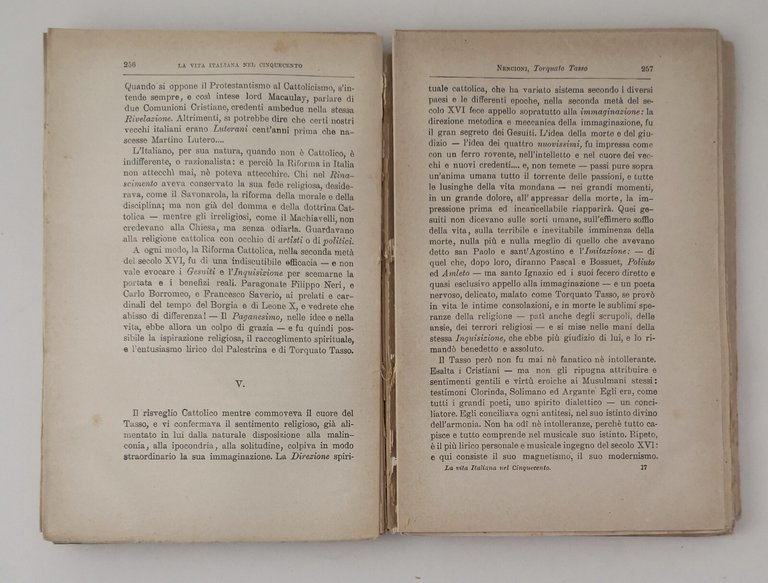 256 LA VITA ITALIANA NEL CINQUECENTO
Quando si oppone il Protestantismo al Cattolicismo, s'in-
tende sempre, e così intese lord Macaulay, parlare di
due Comunioni Cristiane, credenti ambedue nella stessa
Rivelazione. Altrimenti, si potrebbe dire che certi nostri
vecchi italiani erano Luterani cent'anni prima che na-
scesse Martino Lutero....
L'Italiano, per sua natura, quando non è Cattolico, è
indifferente, o razionalista: e perciò la Riforma in Italia
non attecchì mai, nè poteva attecchire. Chi nel Rina-
scimento aveva conservato la sua fede religiosa, deside-
rava, come il Savonarola, la riforma della morale e della
disciplina; ma non già del domma e della dottrina Cat-
tolica — mentre gli irreligiosi, come il Machiavelli, non
credevano alla Chiesa, ma senza odiarla. Guardavano
alla religione cattolica con occhio di artisti o di politici.
A ogni modo, la Riforma Cattolica, nella seconda metà
del secolo XVI, fu di una indiscutibile efficacia — e non
vale evocare i Gesuiti e l'Inquisizione per scemarne la
portata e i benefizi reali. Paragonate Filippo Neri, e
Carlo Borromeo, e Francesco Saverio, ai prelati e car-
dinali del tempo del Borgia e di Leone X, e vedrete che
abisso di differenza! — Il Paganesimo, nelle idee e nella
vita, ebbe allora un colpo di grazia — e fu quindi pos-
sibile la ispirazione religiosa, il raccoglimento spirituale,
e l'entusiasmo lirico del Palestrina e di Torquato Tasso.
V.
Il risveglio Cattolico mentre commoveva il cuore del
Tasso, e vi confermava il sentimento religioso, già ali-
mentato in lui dalla naturale disposizione alla malin-
conia, alla ipocondria, alla solitudine, colpiva in modo
straordinario la sua immaginazione. La Direzione spiri-
NENCIONI, Torquato Tasso 257
tuale cattolica, che ha variato sistema secondo i diversi
paesi e le differenti epoche, nella seconda metà del se-
colo XVI fece appello sopratutto alla immaginazione: la
direzione metodica e meccanica della immaginazione, fu
il gran segreto dei Gesuiti. L'idea della morte e del giu-
dizio — l'idea dei quattro nuovissimi, fu impressa come
con un ferro rovente, nell'intelletto e nel cuore dei vec-
chi e nuovi credenti.... e, non temete — passi pure sopra
un'anima umana tutto il torrente delle passioni, e tutte
le lusinghe della vita mondana — nei grandi momenti,
in un grande dolore, all'appressar della morte, la im-
pressione prima ed incancellabile riapparirà. Quei ge-
suiti non dicevano sulle sorti umane, sull'effimero soffio
della vita, sulla terribile e inevitabile imminenza della
morte, nulla più e nulla meglio di quello che avevano
detto san Paolo e sant'Agostino e l'Imitazione: — di
quel che, dopo loro, diranno Pascal e Bossuet, Poliuto
ed Amleto — ma santo Ignazio ed i suoi fecero diretto e
quasi esclusivo appello alla immaginazione — e un poeta
nervoso, delicato, malato come Torquato Tasso, se provò
in vita le intime consolazioni, e in morte le sublimi spe-
ranze della religione — patì anche degli scrupoli, delle
ansie, dei terrori religiosi — e si mise nelle mani della
stessa Inquisizione, che ebbe più giudizio di lui, e lo ri-
mandò benedetto e assoluto.
Il Tasso però non fu mai nè fanatico nè intollerante.
Esalta i Cristiani — ma non gli ripugna attribuire e
sentimenti gentili e virtù eroiche ai Musulmani stessi:
testimoni Clorinda, Solimano ed Argante Egli era, come
tutti i grandi poeti, uno spirito dialettico — un conci-
liatore. Egli conciliava ogni antitesi, nel suo istinto divino
dell'armonia. Non ha odî nè intolleranze, perchè tutto ca-
pisce e tutto comprende nel musicale suo istinto. Ripeto,
è il più lirico personale e musicale ingegno del secolo XVI:
e qui consiste il suo magnetismo, il suo modernismo.
La vita Italiana nel Cinquecento. 17